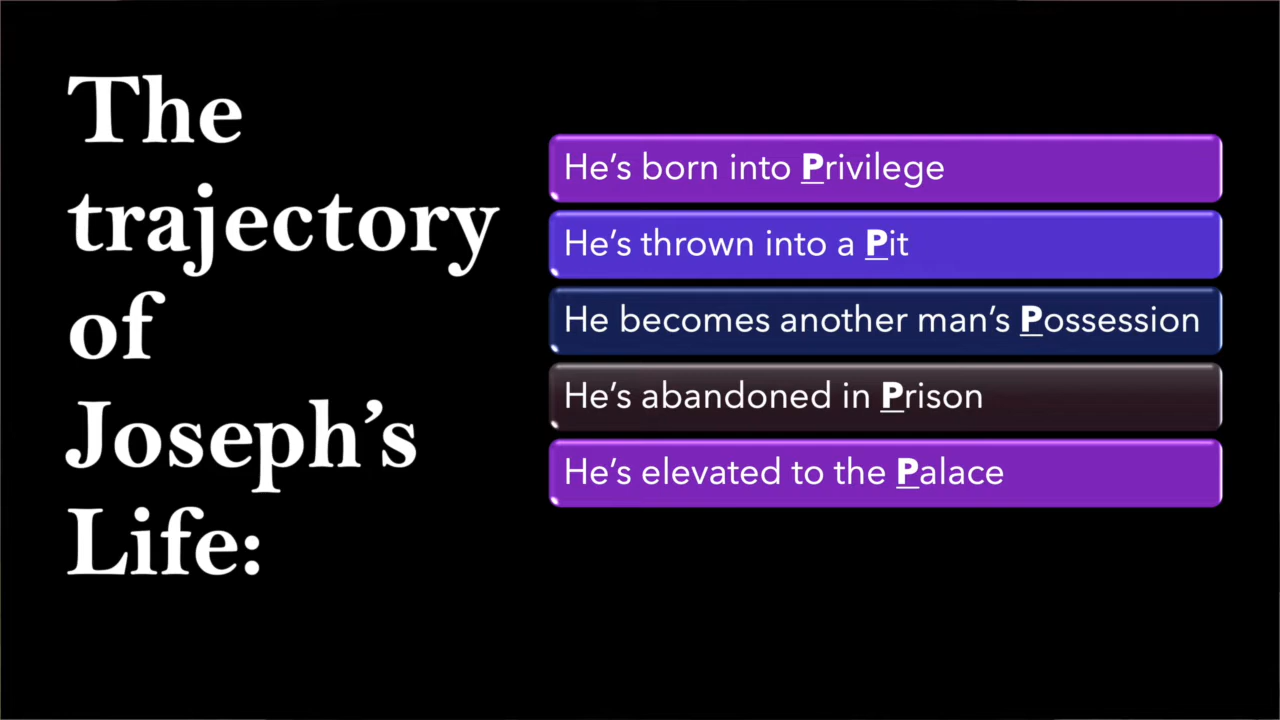 The
trajectory
of
Joseph’s
Life:
He’s born into Privilege
He’s thrown into a Pit
He becomes another man’s Possession
He’s abandoned in Prison
He’s elevated to the Palace